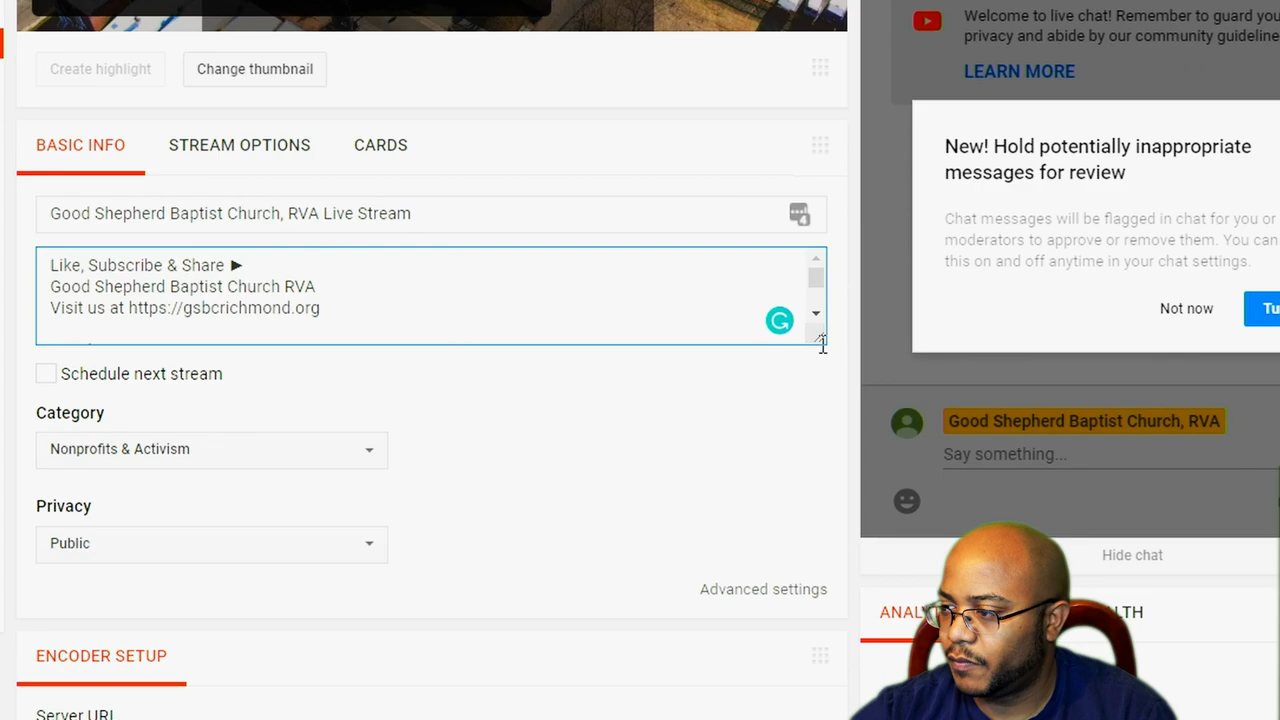 Create highlight
Change thumbnail
BASIC INFO
STREAM OPTIONS
CARDS
Good Shepherd Baptist Church, RVA Live Stream
4
Like, Subscribe & Share ►
Good Shepherd Baptist Church RVA
Visit us at https://gsbcrichmond.org
Schedule next stream
Category
Nonprofits & Activism
Privacy
Public
Advanced settings
ENCODER SETUP
Server URL
Welcome to live chat! Remember to guard you
privacy and abide by our community guideline
LEARN MORE
New! Hold potentially inappropriate
messages for review
Chat messages will be flagged in chat for you or
moderators to approve or remove them. You can
this on and off anytime in your chat settings.
Not now
Tu
Good Shepherd Baptist Church, RVA
Say something...
Hide chat
ANALY
LTH